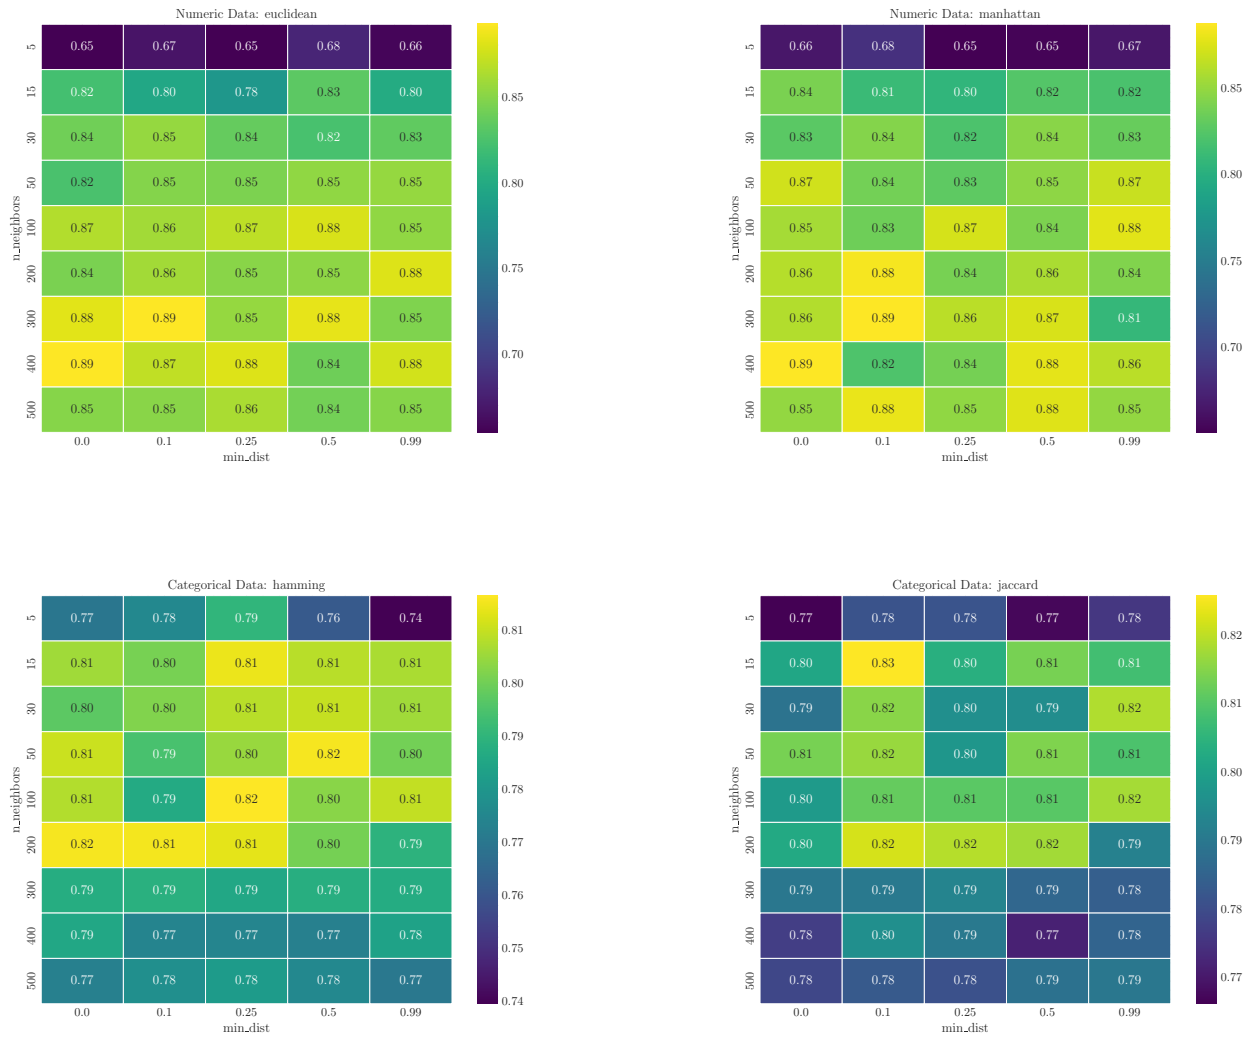 Numeric Data: euclidean
n_neighbors
5 0.65 0.67 0.65 0.68 0.66
15 0.82 0.80 0.78 0.83 0.80
30 0.84 0.85 0.84 0.82 0.83
50 0.82 0.85 0.85 0.85 0.85
100 0.87 0.86 0.87 0.88 0.85
200 0.84 0.86 0.85 0.85 0.88
300 0.88 0.89 0.85 0.88 0.85
400 0.89 0.87 0.88 0.84 0.88
500 0.85 0.85 0.86 0.84 0.85
0.0 0.1 0.25 0.5 0.99
min_dist
0.85
0.80
0.75
0.70
Numeric Data: manhattan
n_neighbors
5 0.66 0.68 0.65 0.65 0.67
15 0.84 0.81 0.80 0.82 0.82
30 0.83 0.84 0.82 0.84 0.83
50 0.87 0.84 0.83 0.85 0.87
100 0.85 0.83 0.87 0.84 0.88
200 0.86 0.88 0.84 0.86 0.84
300 0.86 0.89 0.86 0.87 0.81
400 0.89 0.82 0.84 0.88 0.86
500 0.85 0.88 0.85 0.88 0.85
0.0 0.1 0.25 0.5 0.99
min_dist
0.85
0.80
0.75
0.70
Categorical Data: hamming
n_neighbors
5 0.77 0.78 0.79 0.76 0.74
15 0.81 0.80 0.81 0.81 0.81
30 0.80 0.80 0.81 0.81 0.81
50 0.81 0.79 0.80 0.82 0.80
100 0.81 0.79 0.82 0.80 0.81
200 0.82 0.81 0.81 0.80 0.79
300 0.79 0.79 0.79 0.79 0.79
400 0.79 0.77 0.77 0.77 0.78
500 0.77 0.78 0.78 0.78 0.77
0.0 0.1 0.25 0.5 0.99
min_dist
0.81
0.80
0.79
0.78
0.77
0.76
0.75
0.74
Categorical Data: jaccard
n_neighbors
5 0.77 0.78 0.78 0.77 0.78
15 0.80 0.83 0.80 0.81 0.81
30 0.79 0.82 0.80 0.79 0.82
50 0.81 0.82 0.80 0.81 0.81
100 0.80 0.81 0.81 0.81 0.82
200 0.80 0.82 0.82 0.82 0.79
300 0.79 0.79 0.79 0.79 0.78
400 0.78 0.80 0.79 0.77 0.78
500 0.78 0.78 0.78 0.79 0.79
0.0 0.1 0.25 0.5 0.99
min_dist
0.82
0.81
0.80
0.79
0.78
0.77